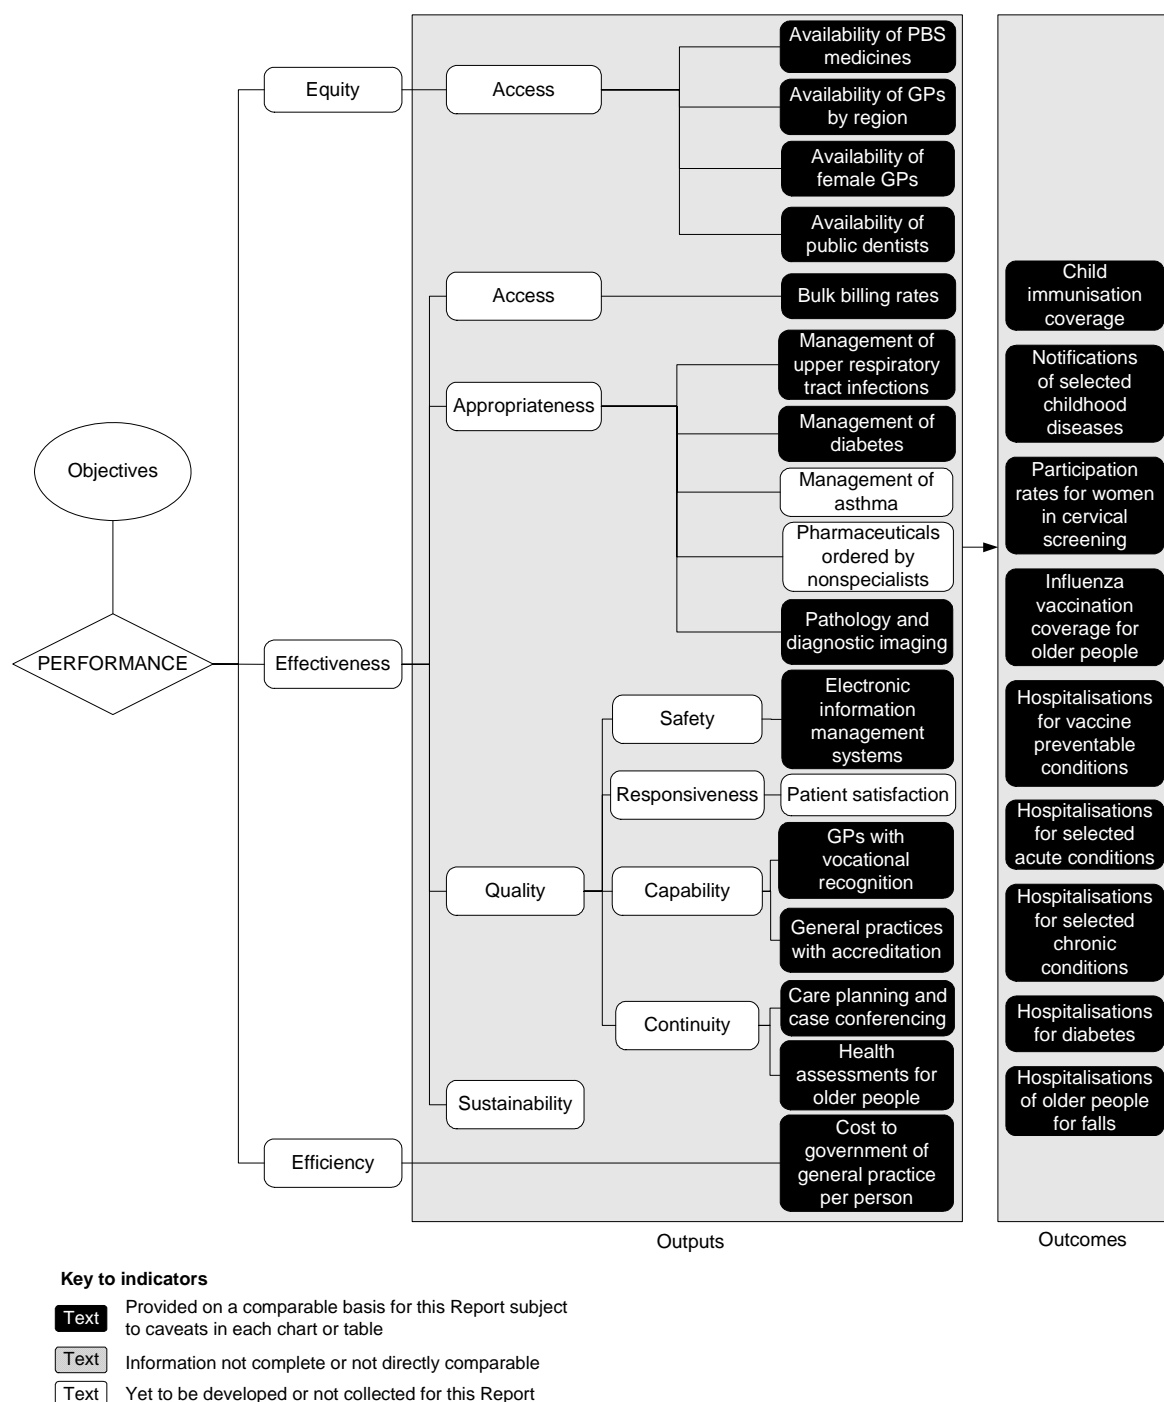 Objectives
PERFORMANCE
Equity
Effectiveness
Efficiency
Access
Access
Appropriateness
Quality
Sustainability
Safety
Responsiveness
Capability
Continuity
Availability of PBS
medicines
Availability of GPs
by region
Availability of
female GPs
Availability of
public dentists
Bulk billing rates
Management of
upper respiratory
tract infections
Management of
diabetes
Management of
asthma
Pharmaceuticals
ordered by
nonspecialists
Pathology and
diagnostic imaging
Electronic
information
management
systems
Patient satisfaction
GPs with
vocational
recognition
General practices
with accreditation
Care planning and
case conferencing
Health
assessments for
older people
Cost to
government of
general practice
per person
Outputs
Child
immunisation
coverage
Notifications
of selected
childhood
diseases
Participation
rates for women
in cervical
screening
Influenza
vaccination
coverage for
older people
Hospitalisations
for vaccine
preventable
conditions
Hospitalisations
for selected
acute conditions
Hospitalisations
for selected
chronic
conditions
Hospitalisations
for diabetes
Hospitalisations
of older people
for falls
Outcomes
Key to indicators
Text
Provided on a comparable basis for this Report subject
to caveats in each chart or table
Text
Information not complete or not directly comparable
Text
Yet to be developed or not collected for this Report